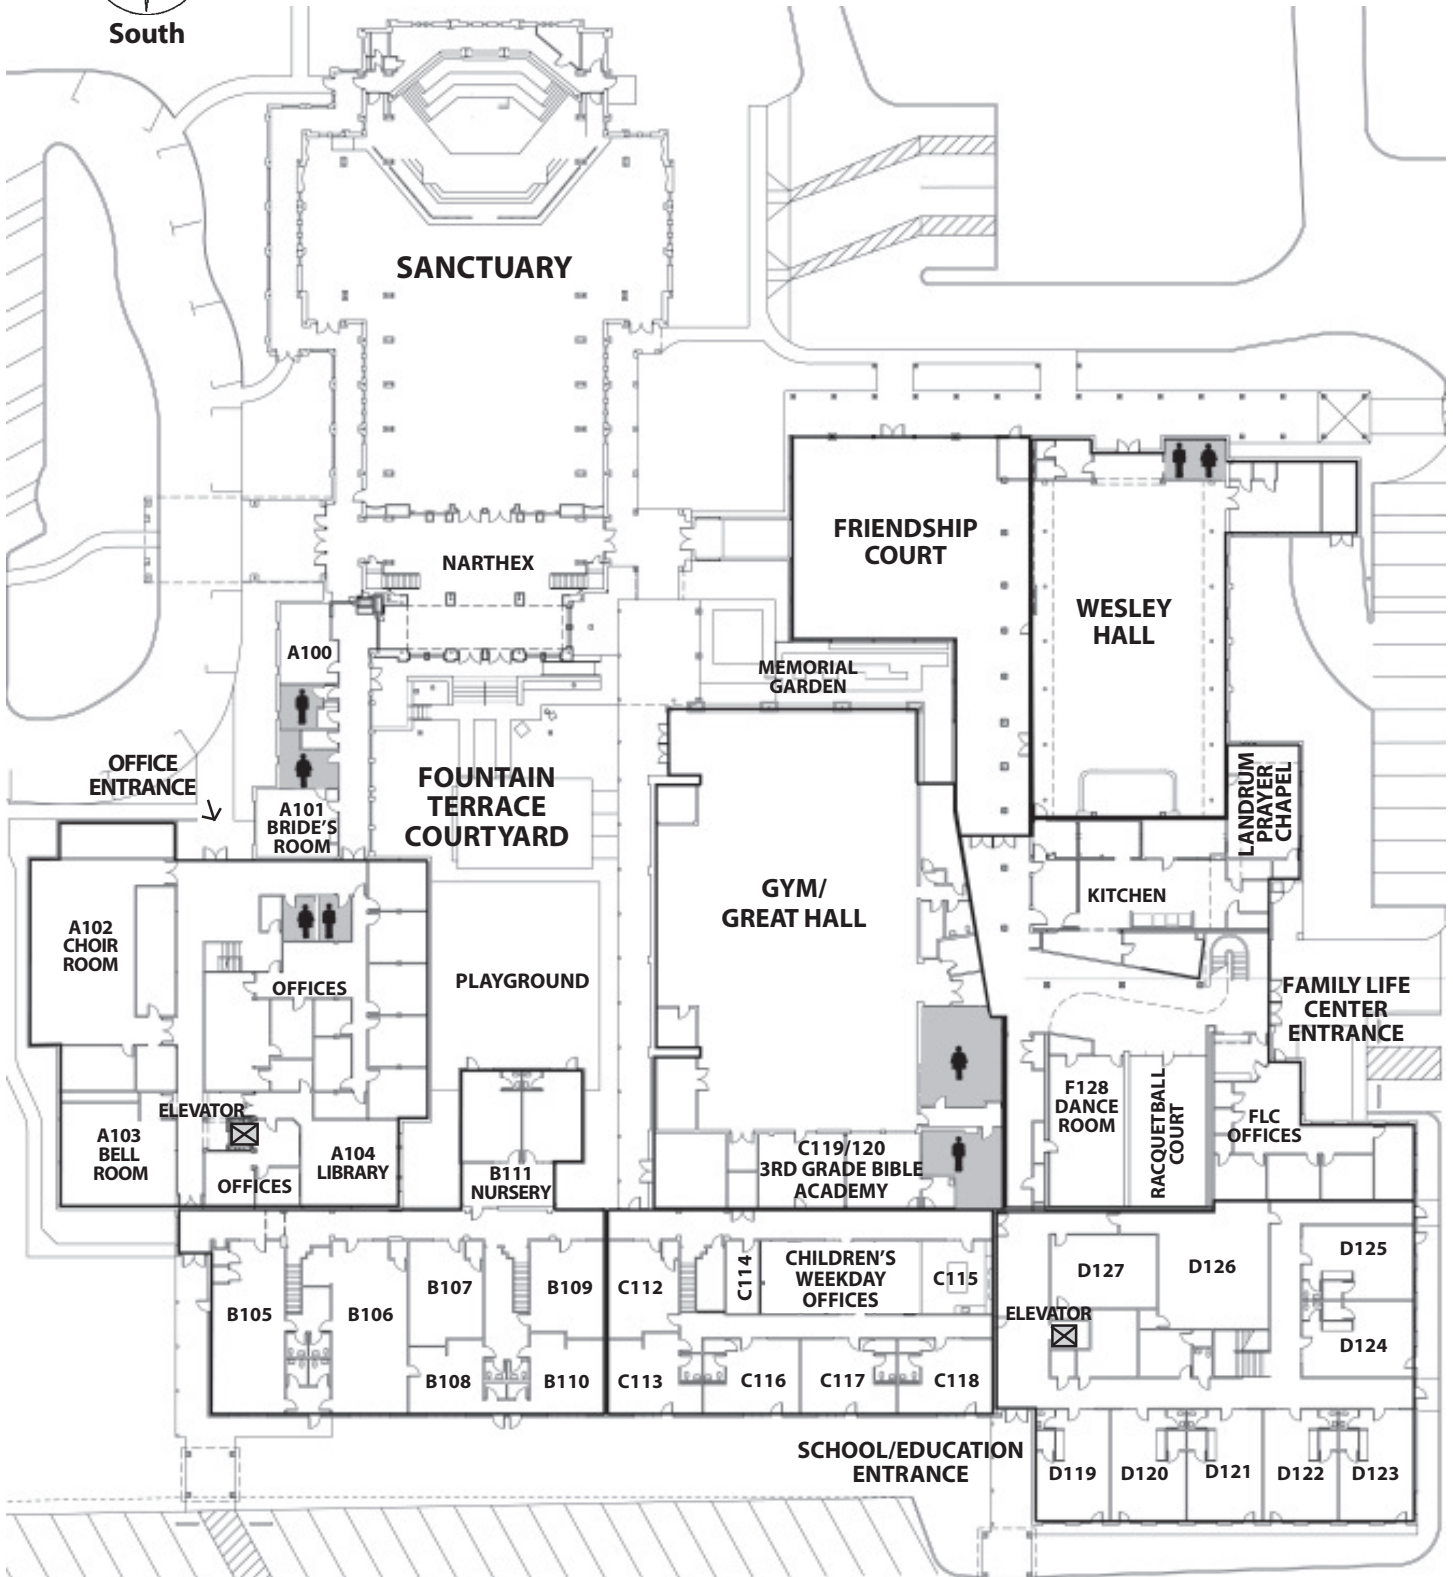 South
SANCTUARY
NARTHEX
FRIENDSHIP
COURT
WESLEY
HALL
A100
MEMORIAL
GARDEN
OFFICE
ENTRANCE
A101
BRIDE'S
ROOM
FOUNTAIN
TERRACE
COURTYARD
LANDRUM
PRAYER
CHAPEL
GYM/
GREAT HALL
KITCHEN
A102
CHOIR
ROOM
OFFICES
PLAYGROUND
FAMILY LIFE
CENTER
ENTRANCE
ELEVATOR
A103
BELL
ROOM
A104
LIBRARY
OFFICES
B111
NURSERY
C119/120
3RD GRADE BIBLE
ACADEMY
F128
DANCE
ROOM
RACQUETBALL
COURT
FLC
OFFICES
B105
B106
B107
B109
B108
B110
C112
C114
CHILDREN'S
WEEKDAY
OFFICES
C115
C113
C116
C117
C118
D127
D126
D125
ELEVATOR
D124
SCHOOL/EDUCATION
ENTRANCE
D119
D120
D121
D122
D123